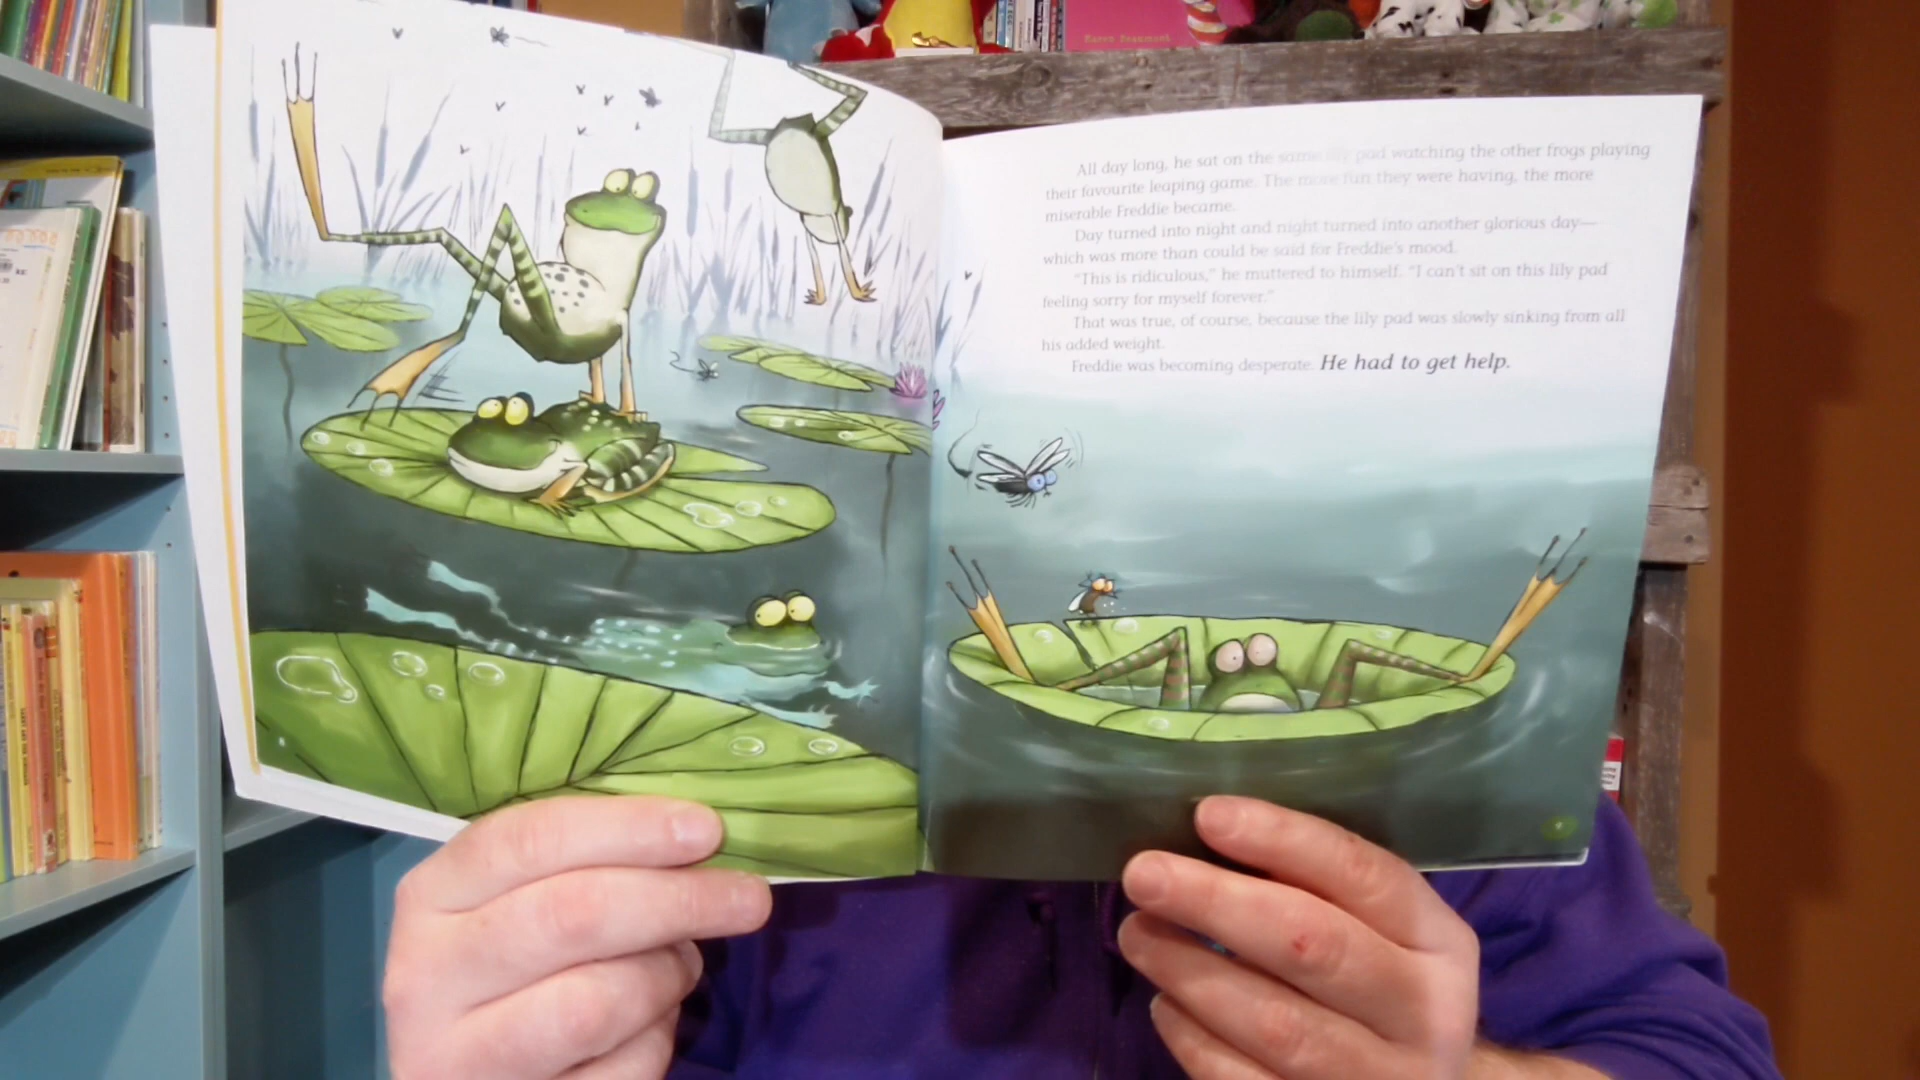 Karen Beaumont
All day long, he sat on the same lily pad watching the other frogs playing
their favourite leaping game. The more fun they were having, the more
miserable Freddie became.
Day turned into night and night turned into another glorious day—
which was more than could be said for Freddie's mood.
"This is ridiculous," he muttered to himself. "I can't sit on this lily pad
feeling sorry for myself forever."
That was true, of course, because the lily pad was slowly sinking from all
his added weight.
Freddie was becoming desperate. He had to get help.